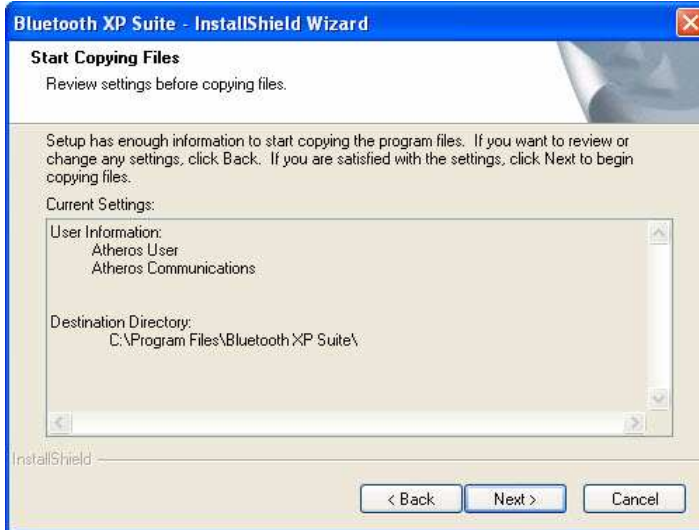 Bluetooth XP Suite - InstallShield Wizard
Start Copying Files
Review settings before copying files.
Setup has enough information to start copying the program files. If you want to review or
change any settings, click Back. If you are satisfied with the settings, click Next to begin
copying files.
Current Settings:
User Information:
Atheros User
Atheros Communications
Destination Directory:
C:\Program Files\Bluetooth XP Suite\
InstallShield
< Back Next > Cancel